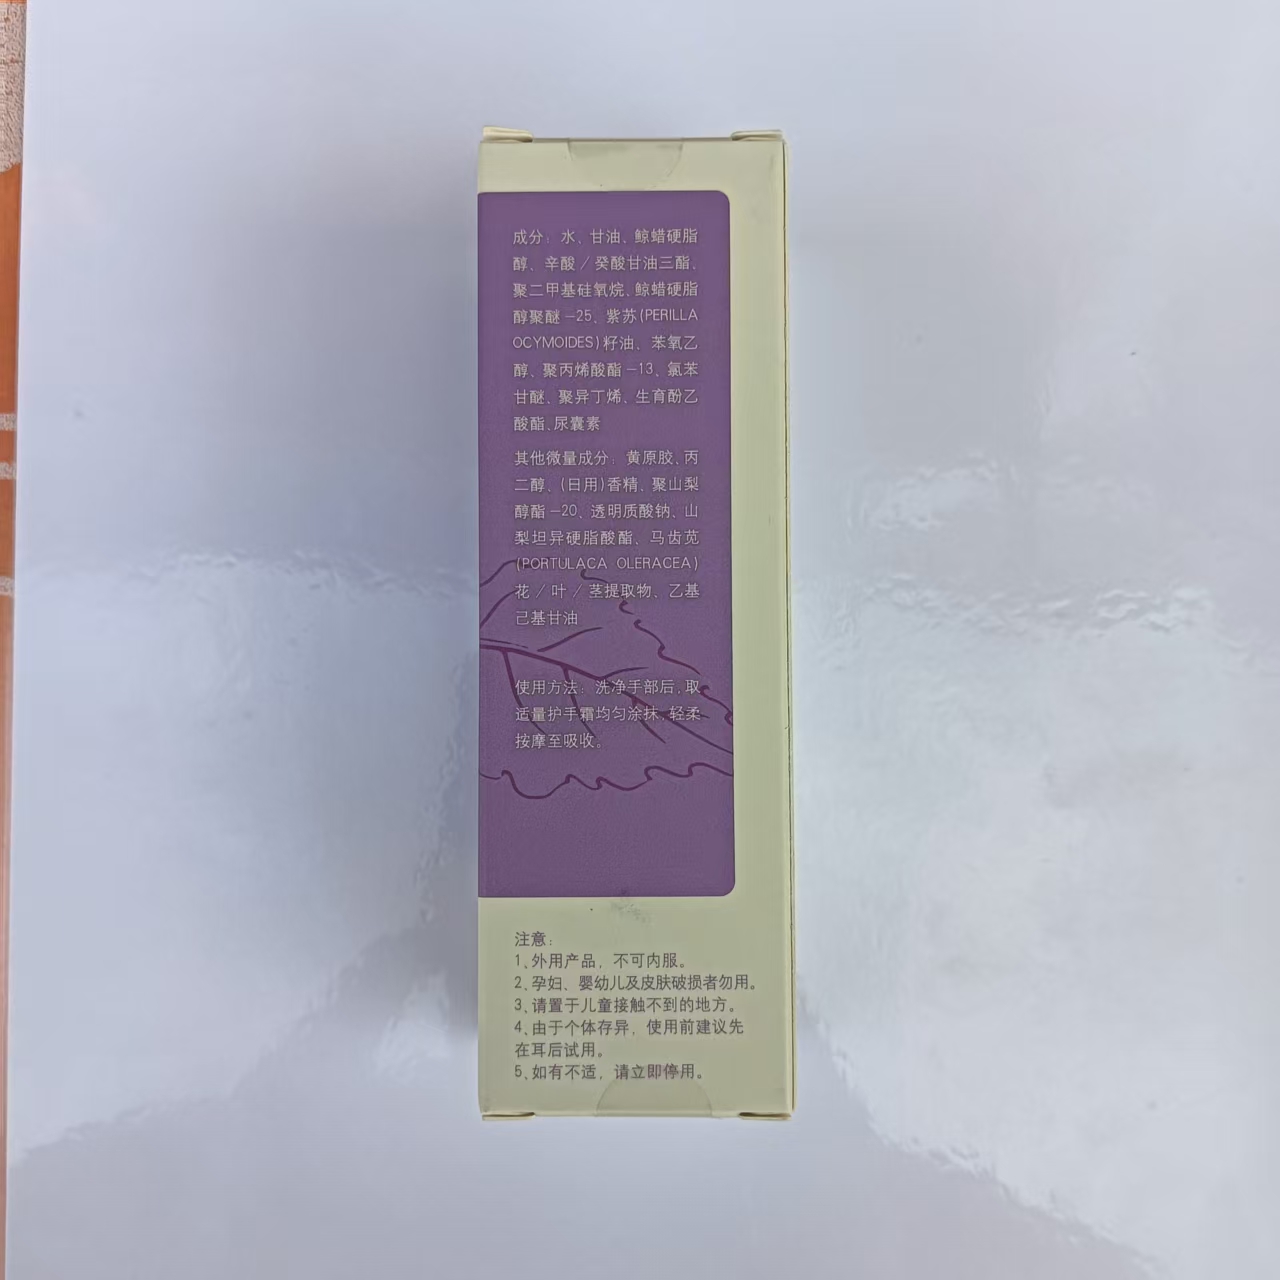 成分：水、甘油、鲸蜡硬脂
醇、辛酸／癸酸甘油三酯、
聚二甲基硅氧烷、鲸蜡硬脂
醇聚醚－25、紫苏(PERILLA
OCYMOIDES)籽油、苯氧乙
醇、聚丙烯酸酯－13、氯苯
甘醚、聚异丁烯、生育酚乙
酸酯、尿囊素
其他微量成分：黄原胶、丙
二醇、(日用)香精、聚山梨
醇酯－20、透明质酸钠、山
梨坦异硬脂酸酯、马齿苋
(PORTULACA OLERACEA)
花／叶／茎提取物、乙基
己基甘油
使用方法：洗净手部后，取
适量护手霜均匀涂抹，轻柔
按摩至吸收。
注意：
1、外用产品，不可内服。
2、孕妇、婴幼儿及皮肤破损者勿用。
3、请置于儿童接触不到的地方。
4、由于个体存异，使用前建议先
在耳后试用。
5、如有不适，请立即停用。